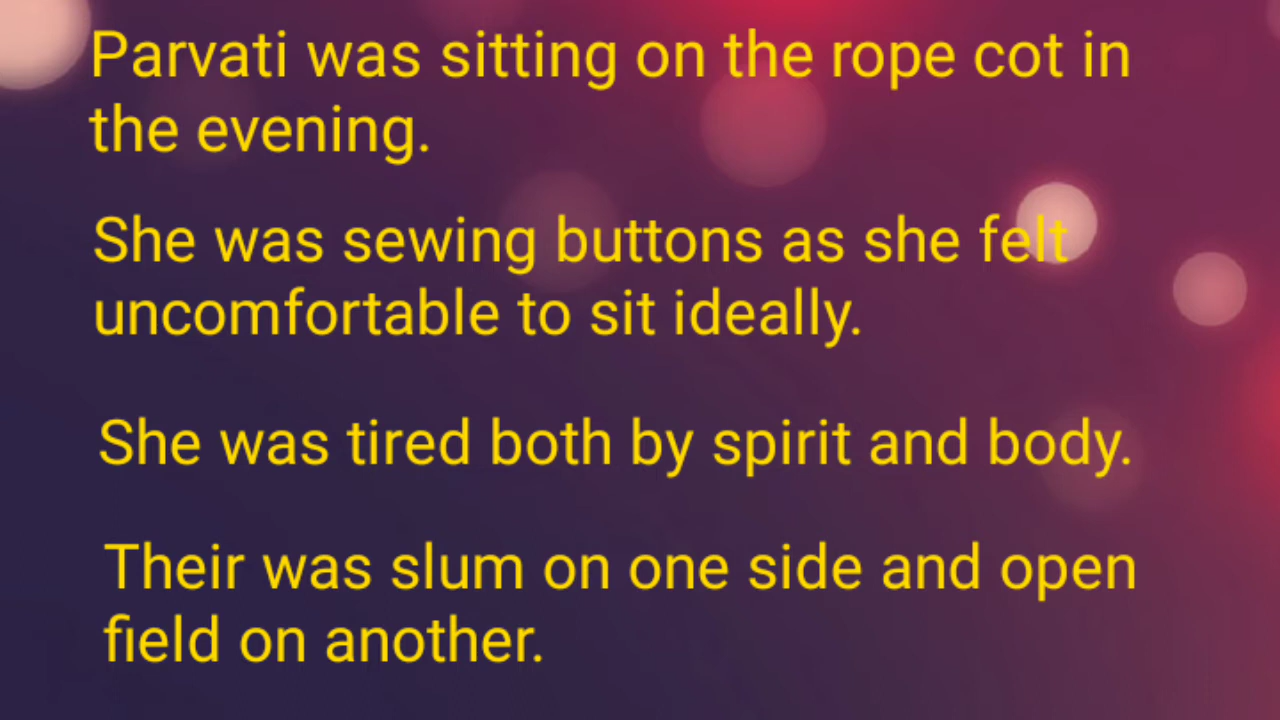 Parvati was sitting on the rope cot in
the evening.
She was sewing buttons as she felt
uncomfortable to sit ideally.
She was tired both by spirit and body.
Their was slum on one side and open
field on another.